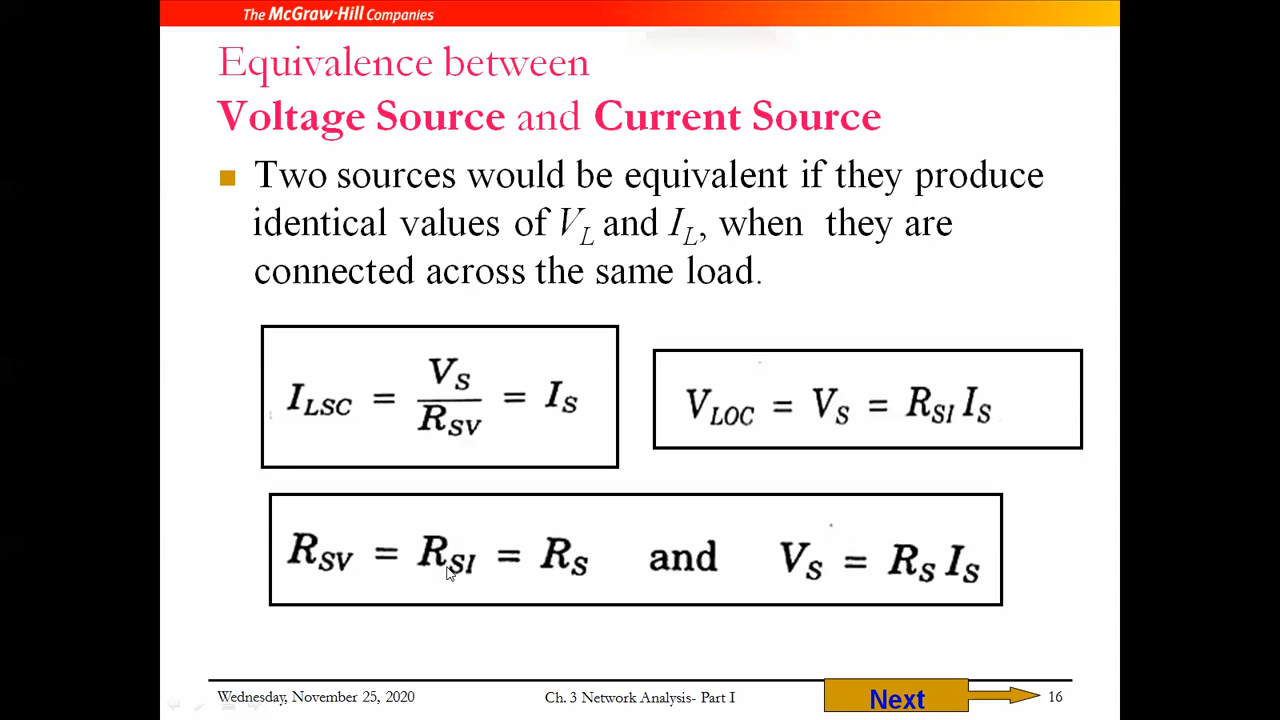 The McGraw-Hill Companies
Equivalence between
Voltage Source and Current Source
Two sources would be equivalent if they produce
identical values of V_L and I_L, when they are
connected across the same load.
I_LSC = V_S / R_SV = I_S
V_LOC = V_S = R_SI I_S
R_SV = R_SI = R_S and V_S = R_S I_S
Wednesday, November 25, 2020
Ch. 3 Network Analysis- Part I
Next
16